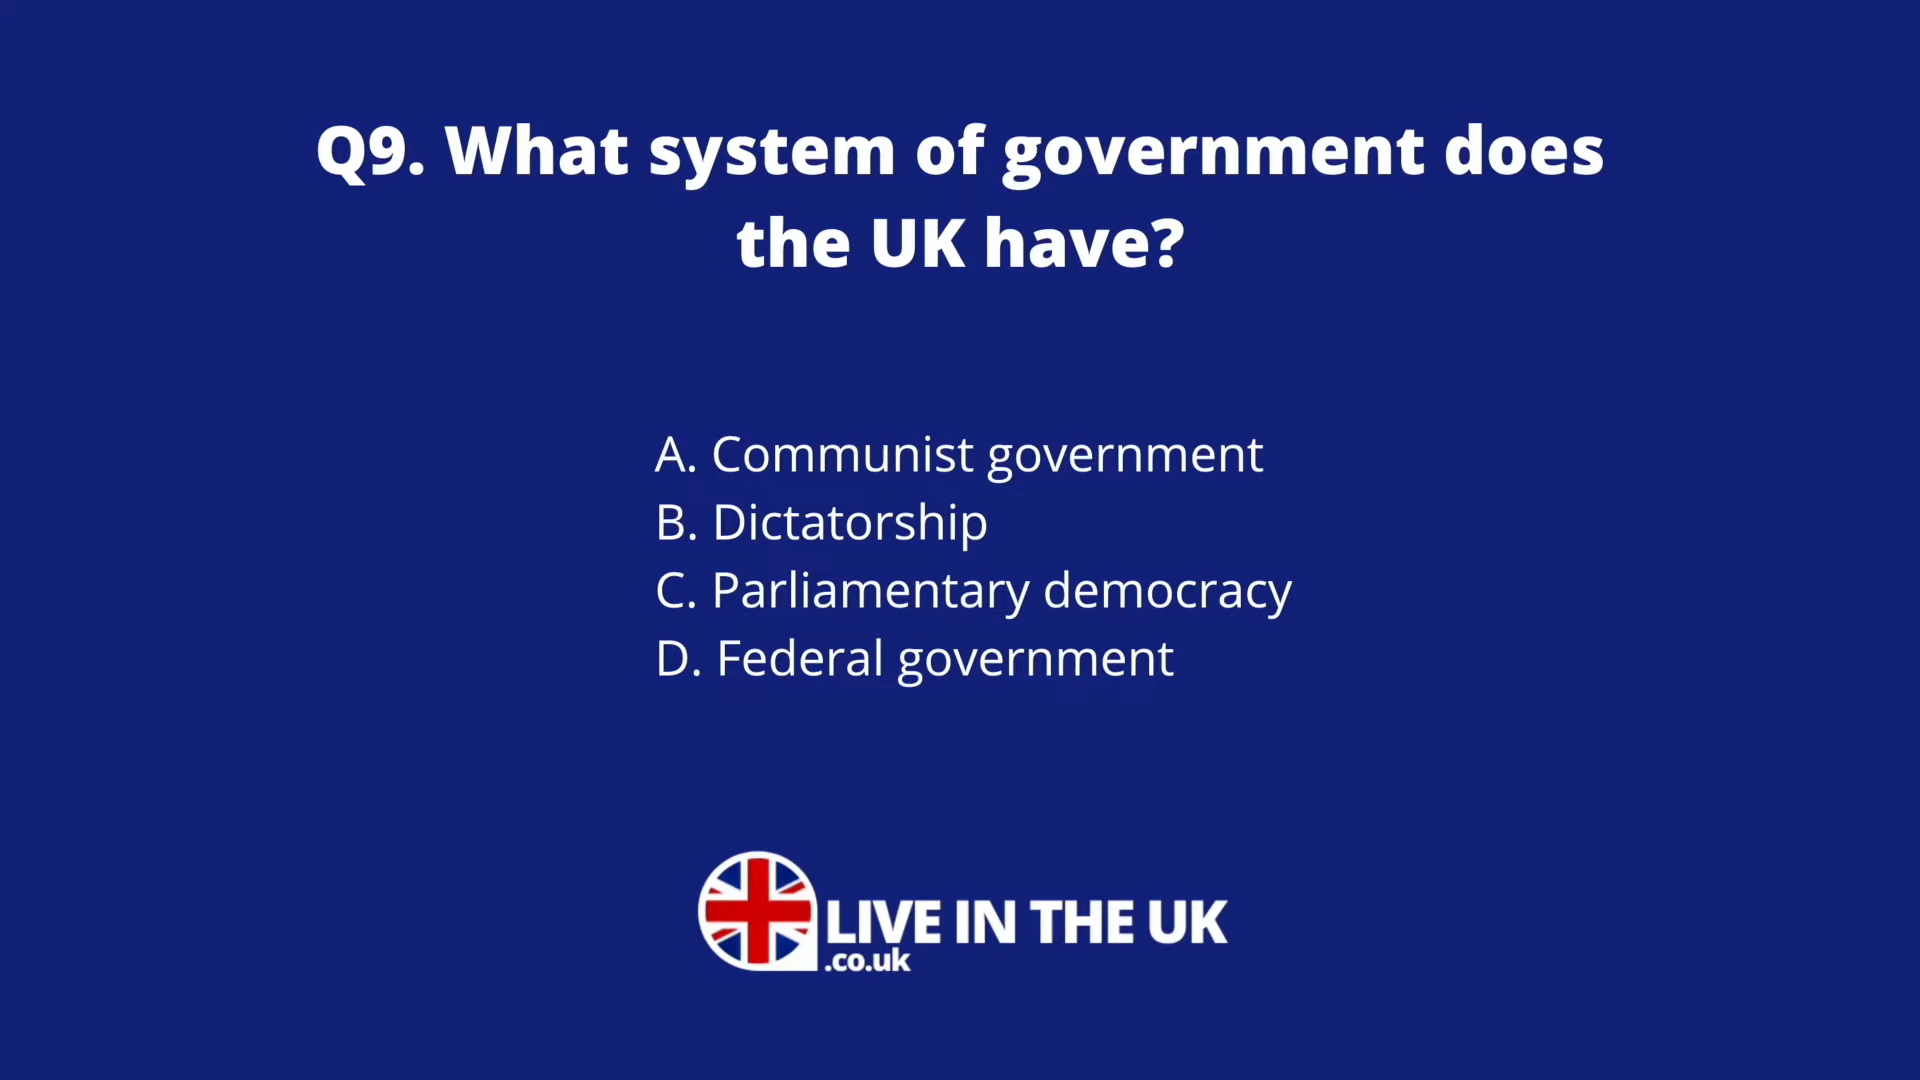 Q9. What system of government does
the UK have?
A. Communist government
B. Dictatorship
C. Parliamentary democracy
D. Federal government
LIVE IN THE UK
.co.uk